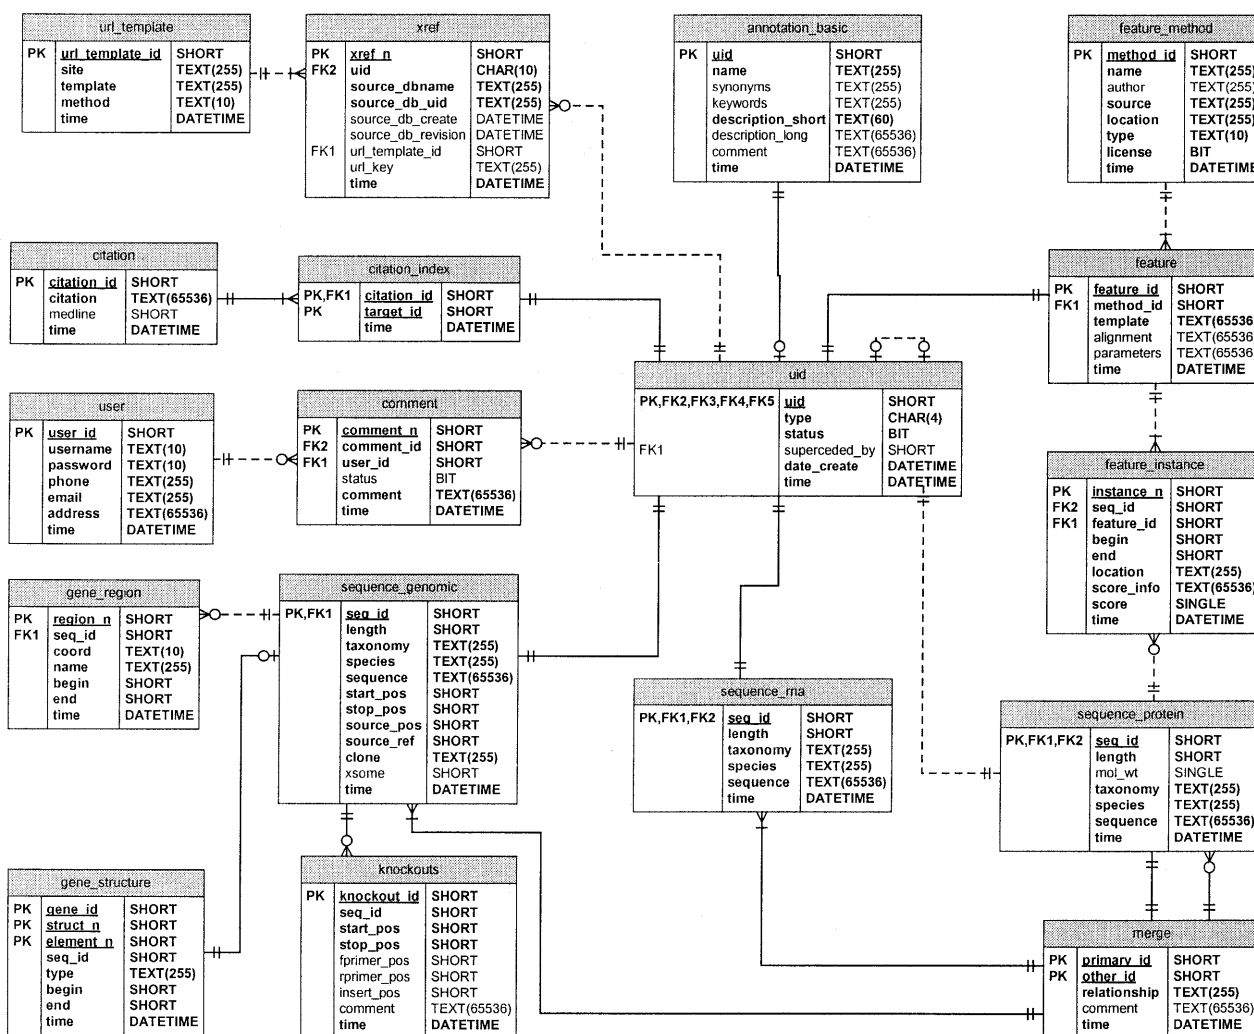 url_template
PK url_template_id SHORT
site TEXT(255)
template TEXT(255)
method TEXT(10)
time DATETIME
xref
PK xref_n SHORT
FK2 uid CHAR(10)
source_dbname TEXT(255)
source_db_uid TEXT(255)
source_db_create DATETIME
source_db_revision DATETIME
FK1 url_template_id SHORT
url_key TEXT(255)
time DATETIME
annotation_basic
PK uid SHORT
name TEXT(255)
synonyms TEXT(255)
keywords TEXT(255)
description_short TEXT(60)
description_long TEXT(65536)
comment TEXT(65536)
time DATETIME
feature_method
PK method_id SHORT
name TEXT(255)
author TEXT(255)
source TEXT(255)
location TEXT(255)
type TEXT(10)
license BIT
time DATETIME
citation
PK citation_id SHORT
citation TEXT(65536)
medline SHORT
time DATETIME
citation_index
PK,FK1 citation_id SHORT
PK target_id SHORT
time DATETIME
feature
PK feature_id SHORT
FK1 method_id SHORT
template TEXT(65536
alignment TEXT(65536
parameters TEXT(65536
time DATETIME
user
PK user_id SHORT
username TEXT(10)
password TEXT(10)
phone TEXT(255)
email TEXT(255)
address TEXT(65536)
time DATETIME
comment
PK comment_n SHORT
FK2 comment_id SHORT
FK1 user_id SHORT
status BIT
comment TEXT(65536)
time DATETIME
uid
PK,FK2,FK3,FK4,FK5 uid SHORT
type CHAR(4)
status BIT
FK1 superceded_by SHORT
date_create DATETIME
time DATETIME
feature_instance
PK instance_n SHORT
FK2 seq_id SHORT
FK1 feature_id SHORT
begin SHORT
end SHORT
location TEXT(255)
score_info TEXT(65536)
score SINGLE
time DATETIME
gene_region
PK region_n SHORT
FK1 seq_id SHORT
coord TEXT(10)
name TEXT(255)
begin SHORT
end SHORT
time DATETIME
sequence_genomic
PK,FK1 seq_id SHORT
length SHORT
taxonomy TEXT(255)
species TEXT(255)
sequence TEXT(65536)
start_pos SHORT
stop_pos SHORT
source_pos SHORT
source_ref SHORT
clone TEXT(255)
xsome SHORT
time DATETIME
sequence_rna
PK,FK1,FK2 seq_id SHORT
length SHORT
taxonomy TEXT(255)
species TEXT(255)
sequence TEXT(65536)
time DATETIME
sequence_protein
PK,FK1,FK2 seq_id SHORT
length SHORT
mol_wt SINGLE
taxonomy TEXT(255)
species TEXT(255)
sequence TEXT(65536)
time DATETIME
gene_structure
PK gene_id SHORT
PK struct_n SHORT
PK element_n SHORT
seq_id SHORT
type TEXT(255)
begin SHORT
end SHORT
time DATETIME
knockouts
PK knockout_id SHORT
seq_id SHORT
start_pos SHORT
stop_pos SHORT
fprimer_pos SHORT
rprimer_pos SHORT
insert_pos SHORT
comment TEXT(65536)
time DATETIME
merge
PK primary_id SHORT
PK other_id SHORT
relationship TEXT(255)
comment TEXT(65536)
time DATETIME